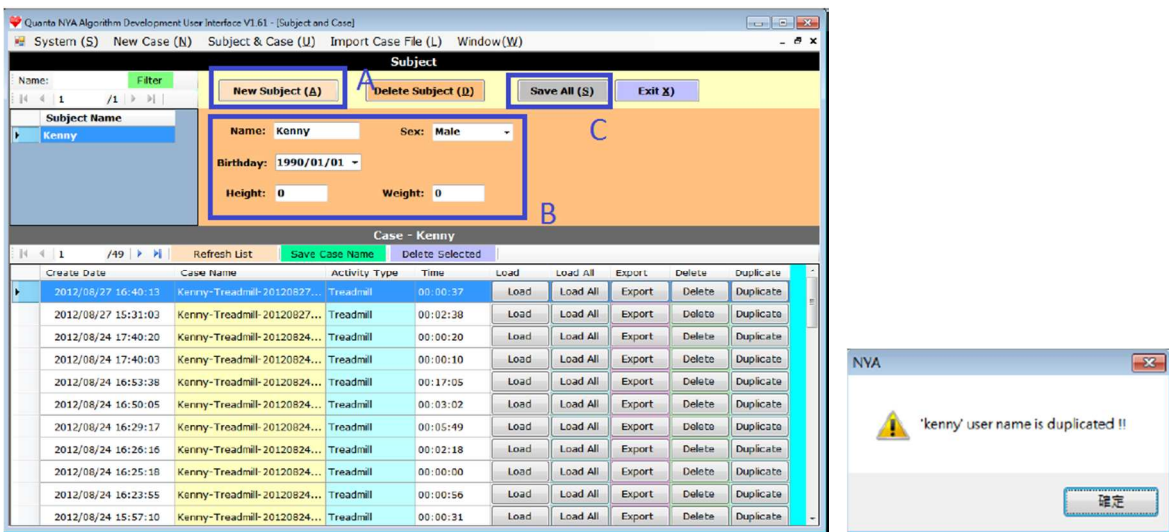 Quanta NYA Algorithm Development User Interface V1.61 - [Subject and Case]
System (S) New Case (N) Subject & Case (U) Import Case File (L) Window(W)
Subject
Name: Filter
1 /1
New Subject (A) Delete Subject (D) Save All (S) Exit X)
A
C
Subject Name
Kenny
Name: Kenny Sex: Male
Birthday: 1990/01/01
Height: 0 Weight: 0
B
Case - Kenny
1 /49 Refresh List Save Case Name Delete Selected
Create Date Case Name Activity Type Time Load Load All Export Delete Duplicate
2012/08/27 16:40:13 Kenny-Treadmill-20120827... Treadmill 00:00:37 Load Load All Export Delete Duplicate
2012/08/27 15:31:03 Kenny-Treadmill-20120827... Treadmill 00:02:38 Load Load All Export Delete Duplicate
2012/08/24 17:40:20 Kenny-Treadmill-20120824... Treadmill 00:00:20 Load Load All Export Delete Duplicate
2012/08/24 17:40:03 Kenny-Treadmill-20120824... Treadmill 00:00:10 Load Load All Export Delete Duplicate
2012/08/24 16:53:38 Kenny-Treadmill-20120824... Treadmill 00:17:05 Load Load All Export Delete Duplicate
2012/08/24 16:50:05 Kenny-Treadmill-20120824... Treadmill 00:03:02 Load Load All Export Delete Duplicate
2012/08/24 16:29:17 Kenny-Treadmill-20120824... Treadmill 00:05:49 Load Load All Export Delete Duplicate
2012/08/24 16:26:16 Kenny-Treadmill-20120824... Treadmill 00:02:18 Load Load All Export Delete Duplicate
2012/08/24 16:25:18 Kenny-Treadmill-20120824... Treadmill 00:00:00 Load Load All Export Delete Duplicate
2012/08/24 16:23:55 Kenny-Treadmill-20120824... Treadmill 00:00:56 Load Load All Export Delete Duplicate
2012/08/24 15:57:10 Kenny-Treadmill-20120824... Treadmill 00:00:31 Load Load All Export Delete Duplicate
NYA
'kenny' user name is duplicated !!
確定